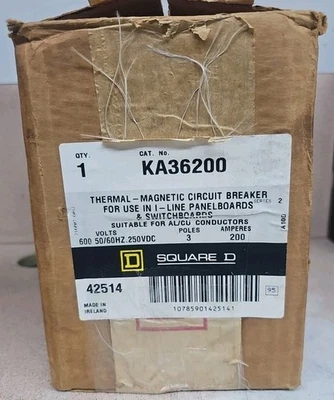 QTY. CAT. No.
1 KA36200
THERMAL-MAGNETIC CIRCUIT BREAKER
FOR USE IN I-LINE PANELBOARDS
& SWITCHBOARDS
SERIES 2
SUITABLE FOR AL/CU CONDUCTORS
VOLTS POLES AMPERES
600 50/60HZ.250VDC 3 200
D SQUARE D
42514
MADE IN
IRELAND
95
10785901425141